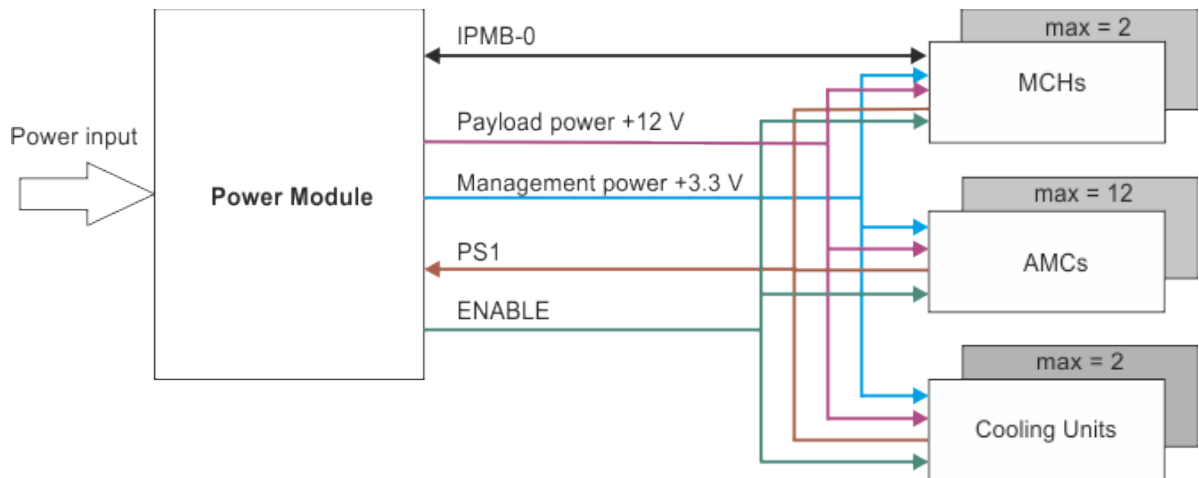 IPMB-0
max = 2
MCHs
Payload power +12 V
Power input
Management power +3.3 V
Power Module
max = 12
PS1
AMCs
ENABLE
max = 2
Cooling Units